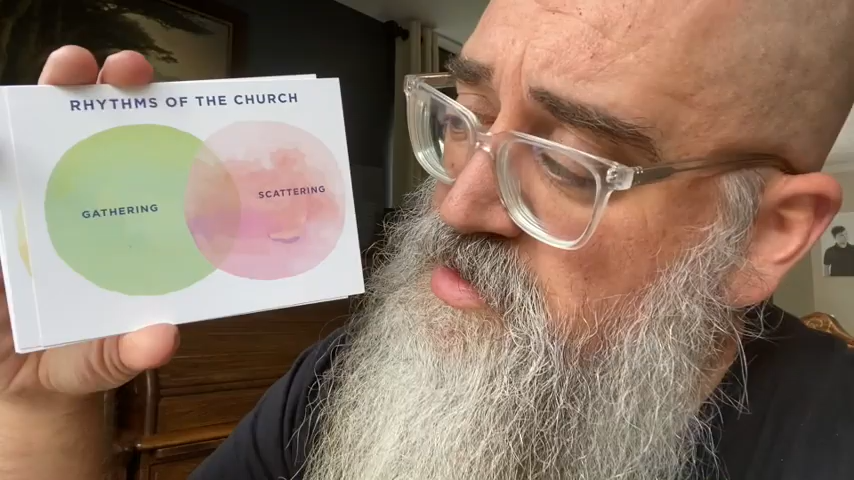 RHYTHMS OF THE CHURCH
GATHERING
SCATTERING